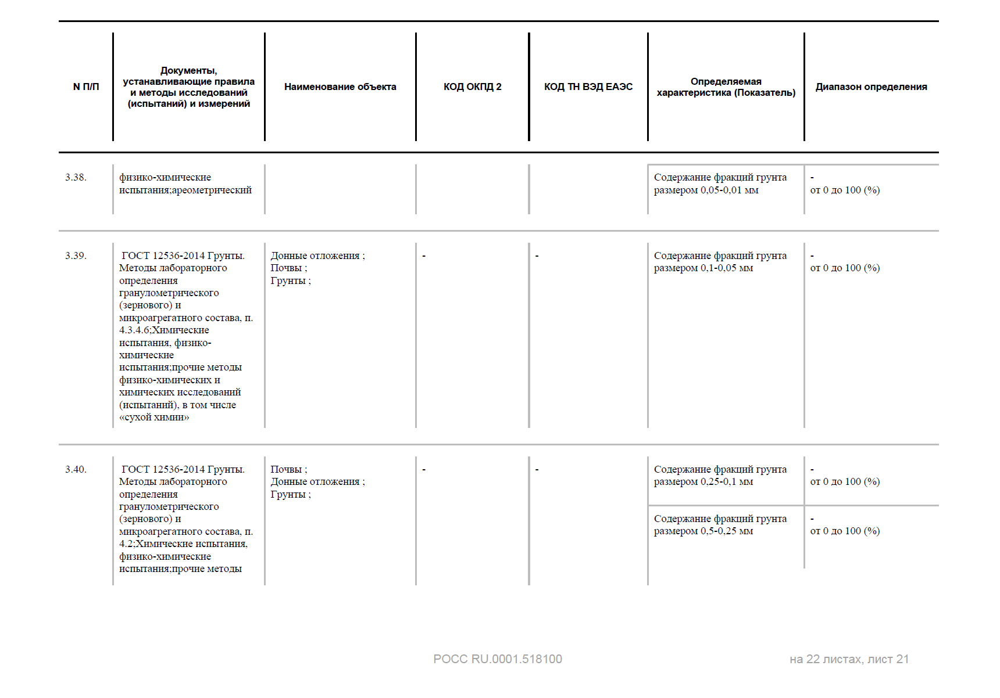 N П/П
Документы,
устанавливающие правила
и методы исследований
(испытаний) и измерений
Наименование объекта
КОД ОКПД 2
КОД ТН ВЭД ЕАЭС
Определяемая
характеристика (Показатель)
Диапазон определения
3.38.
физико-химические
испытания;ареометрический
Содержание фракций грунта
размером 0,05-0,01 мм
-
от 0 до 100 (%)
3.39.
ГОСТ 12536-2014 Грунты.
Методы лабораторного
определения
гранулометрического
(зернового) и
микроагрегатного состава, п.
4.3.4.6;Химические
испытания, физико-
химические
испытания;прочие методы
физико-химических и
химических исследований
(испытаний), в том числе
«сухой химии»
Донные отложения ;
Почвы ;
Грунты ;
-
-
Содержание фракций грунта
размером 0,1-0,05 мм
-
от 0 до 100 (%)
3.40.
ГОСТ 12536-2014 Грунты.
Методы лабораторного
определения
гранулометрического
(зернового) и
микроагрегатного состава, п.
4.2;Химические испытания,
физико-химические
испытания;прочие методы
Почвы ;
Донные отложения ;
Грунты ;
-
-
Содержание фракций грунта
размером 0,25-0,1 мм
-
от 0 до 100 (%)
Содержание фракций грунта
размером 0,5-0,25 мм
-
от 0 до 100 (%)
РОСС RU.0001.518100
на 22 листах, лист 21